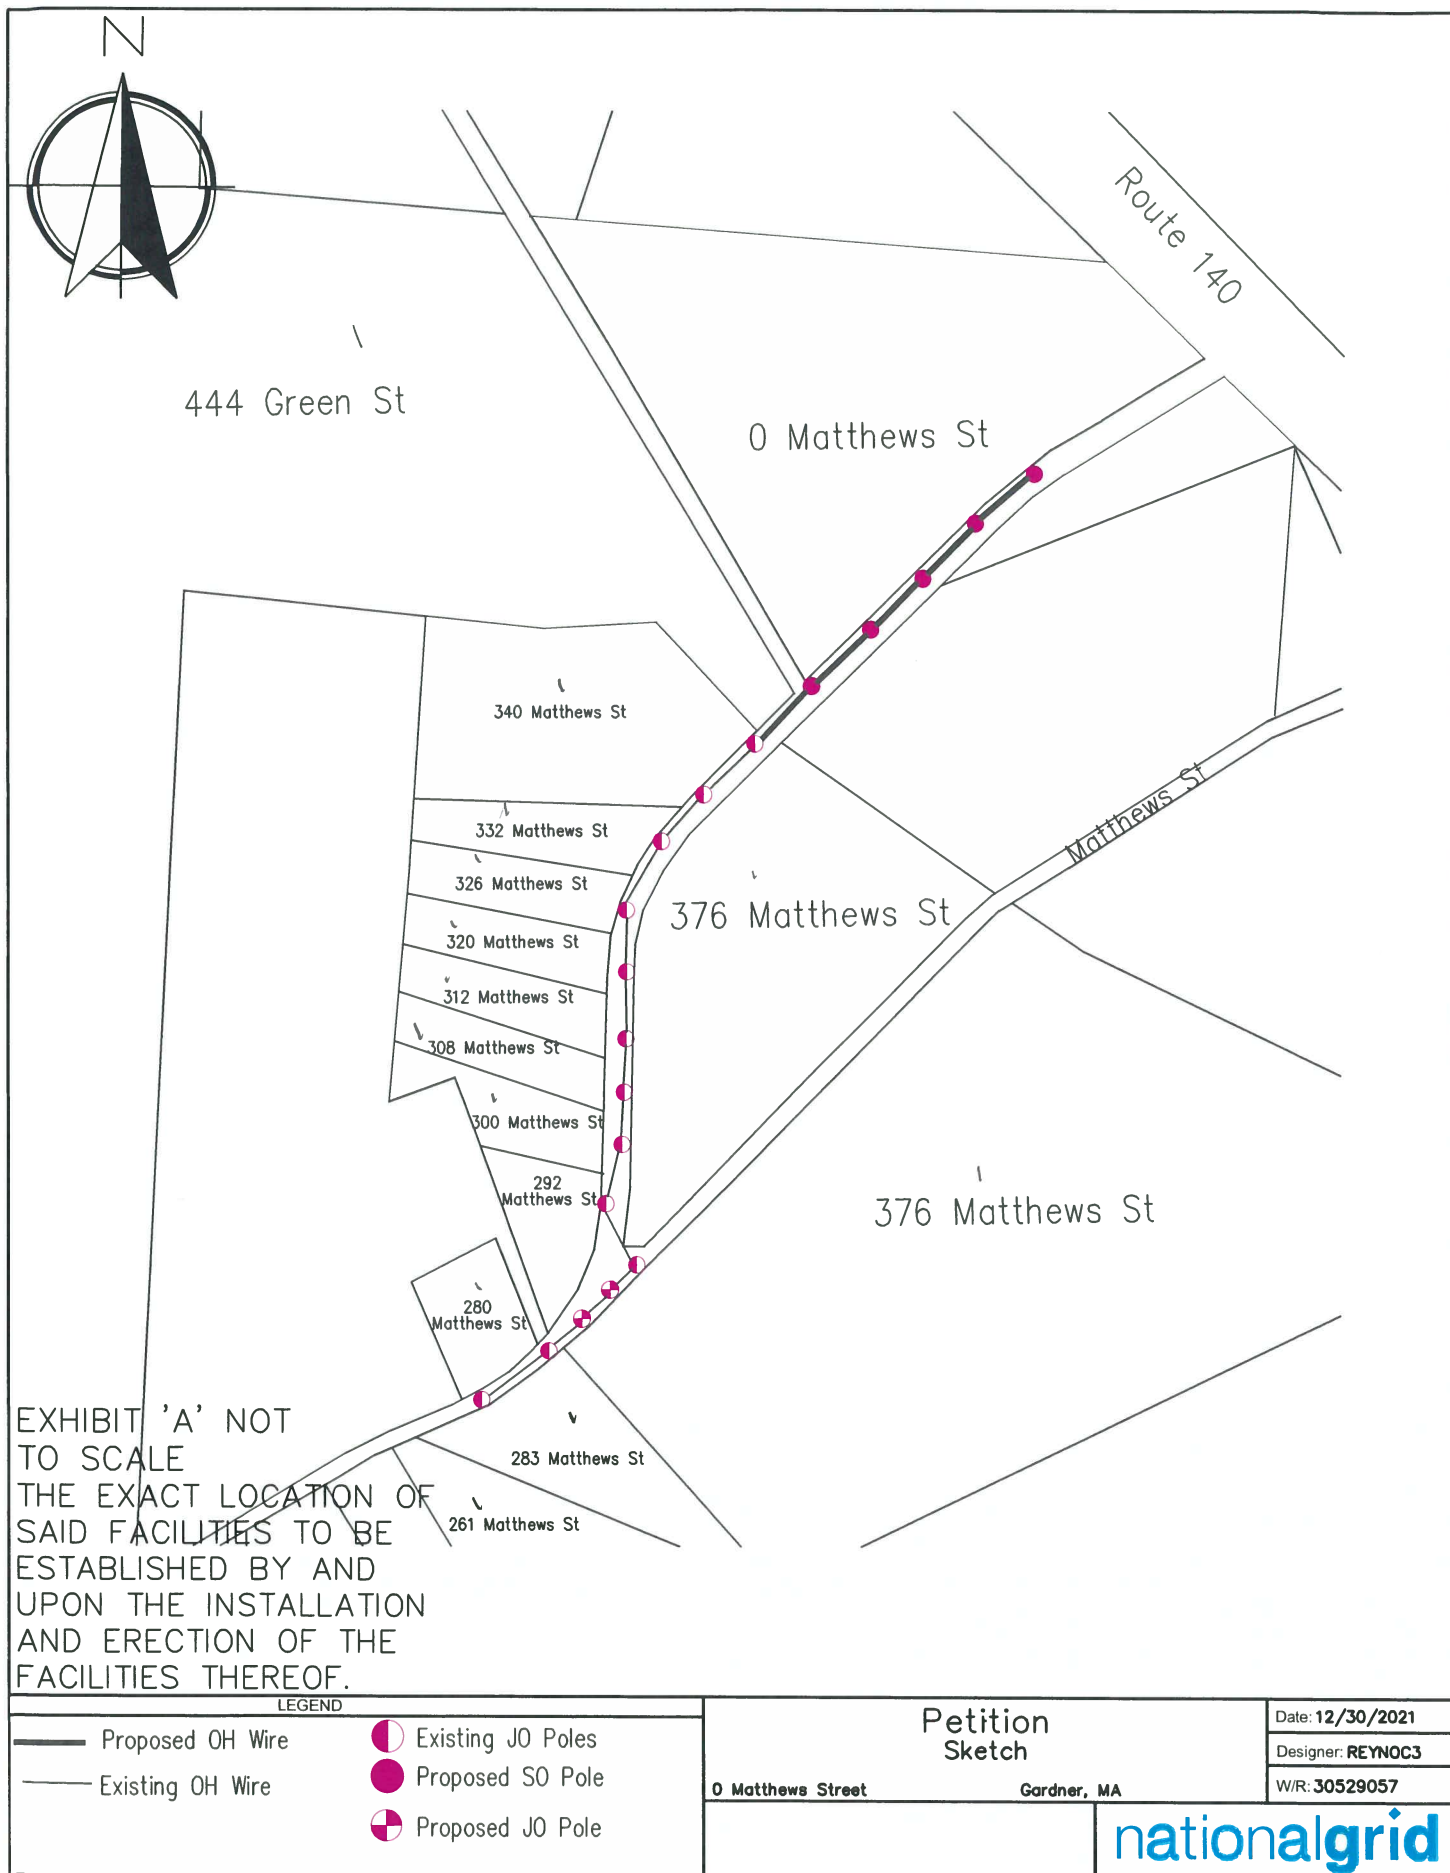 N
Route 140
444 Green St
0 Matthews St
340 Matthews St
332 Matthews St
326 Matthews St
Matthews St
376 Matthews St
320 Matthews St
312 Matthews St
308 Matthews St
300 Matthews St
292
Matthews St
376 Matthews St
280
Matthews St
283 Matthews St
261 Matthews St
EXHIBIT 'A' NOT
TO SCALE
THE EXACT LOCATION OF
SAID FACILITIES TO BE
ESTABLISHED BY AND
UPON THE INSTALLATION
AND ERECTION OF THE
FACILITIES THEREOF.
LEGEND
Proposed OH Wire
Existing OH Wire
Existing JO Poles
Proposed SO Pole
Proposed JO Pole
Petition
Sketch
0 Matthews Street Gardner, MA
Date: 12/30/2021
Designer: REYNOC3
W/R: 30529057
nationalgrid